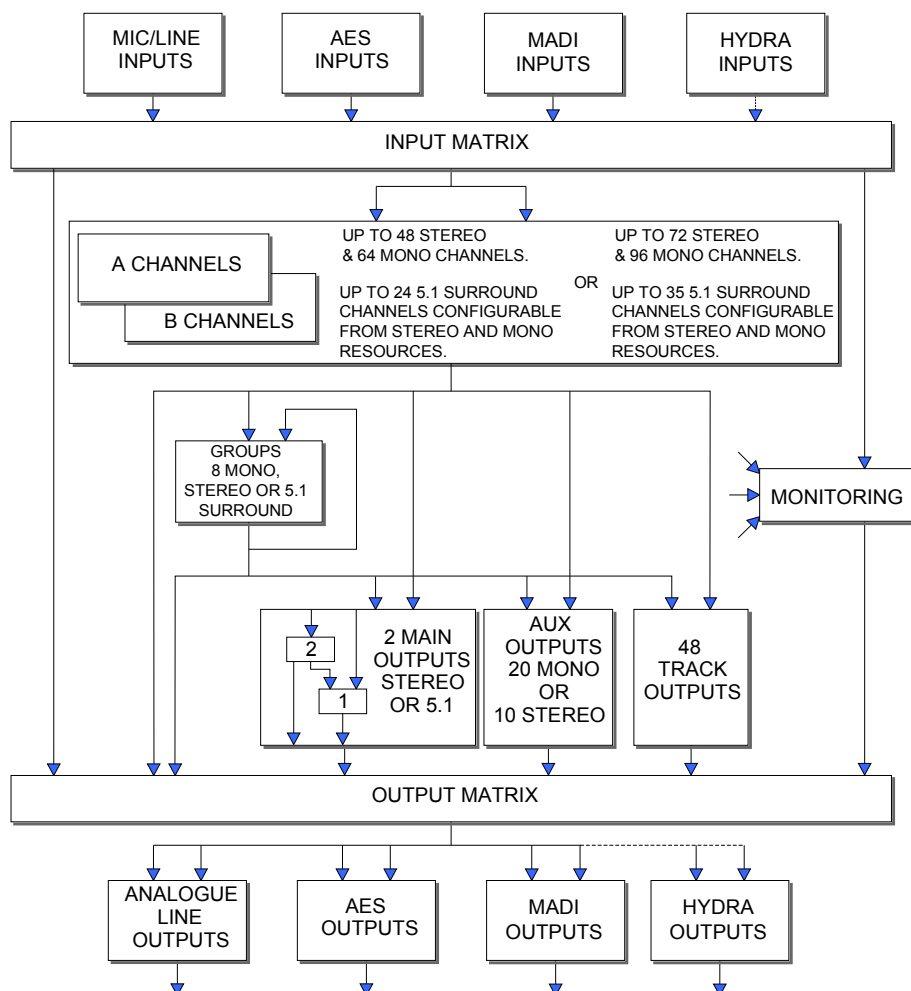 MIC/LINE
INPUTS
AES
INPUTS
MADI
INPUTS
HYDRA
INPUTS
INPUT MATRIX
A CHANNELS
B CHANNELS
UP TO 48 STEREO
& 64 MONO CHANNELS.
UP TO 24 5.1 SURROUND
CHANNELS CONFIGURABLE
FROM STEREO AND MONO
RESOURCES.
OR
UP TO 72 STEREO
& 96 MONO CHANNELS.
UP TO 35 5.1 SURROUND
CHANNELS CONFIGURABLE
FROM STEREO AND MONO
RESOURCES.
GROUPS
8 MONO,
STEREO OR 5.1
SURROUND
MONITORING
2
1
2 MAIN
OUTPUTS
STEREO
OR 5.1
AUX
OUTPUTS
20 MONO
OR
10 STEREO
48
TRACK
OUTPUTS
OUTPUT MATRIX
ANALOGUE
LINE
OUTPUTS
AES
OUTPUTS
MADI
OUTPUTS
HYDRA
OUTPUTS